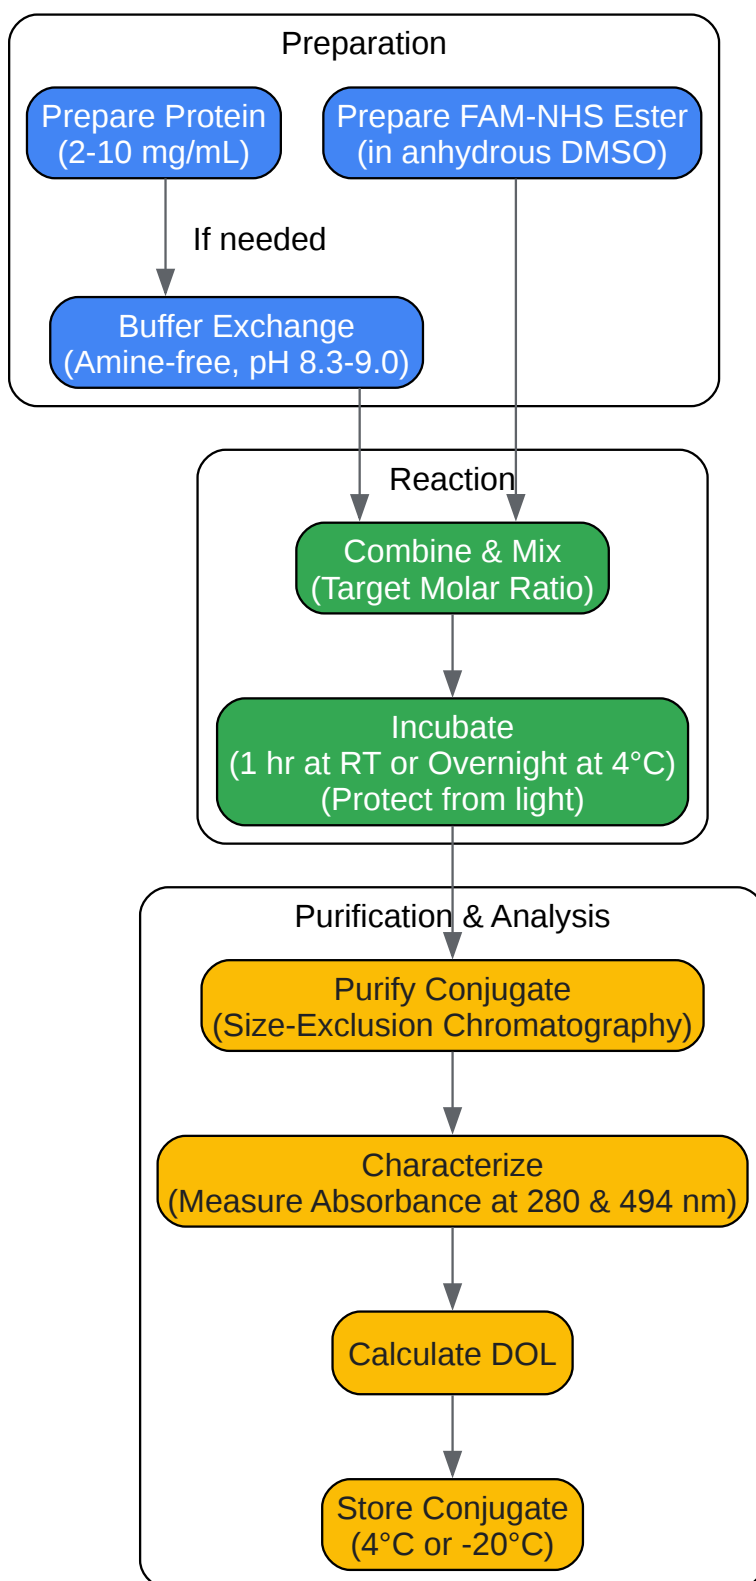 Preparation
Prepare Protein
(2-10 mg/mL)
Prepare FAM-NHS Ester
(in anhydrous DMSO)
If needed
Buffer Exchange
(Amine-free, pH 8.3-9.0)
Reaction
Combine & Mix
(Target Molar Ratio)
Incubate
(1 hr at RT or Overnight at 4°C)
(Protect from light)
Purification & Analysis
Purify Conjugate
(Size-Exclusion Chromatography)
Characterize
(Measure Absorbance at 280 & 494 nm)
Calculate DOL
Store Conjugate
(4°C or -20°C)